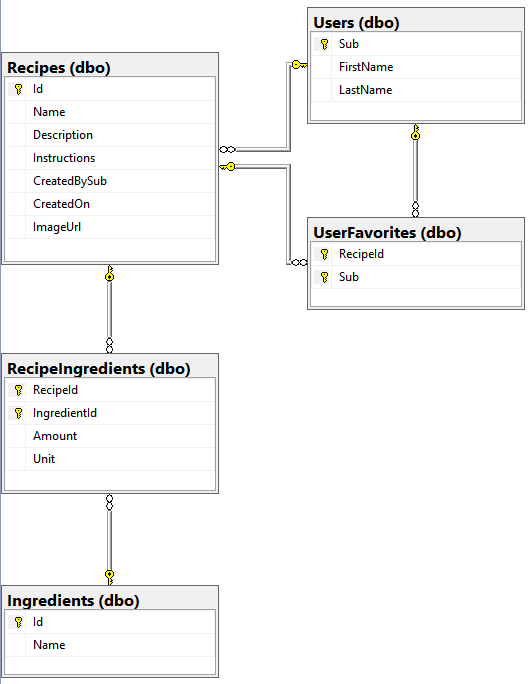 Users (dbo)
Sub
FirstName
LastName
Recipes (dbo)
Id
Name
Description
Instructions
CreatedBySub
CreatedOn
ImageUrl
UserFavorites (dbo)
RecipeId
Sub
RecipeIngredients (dbo)
RecipeId
IngredientId
Amount
Unit
Ingredients (dbo)
Id
Name